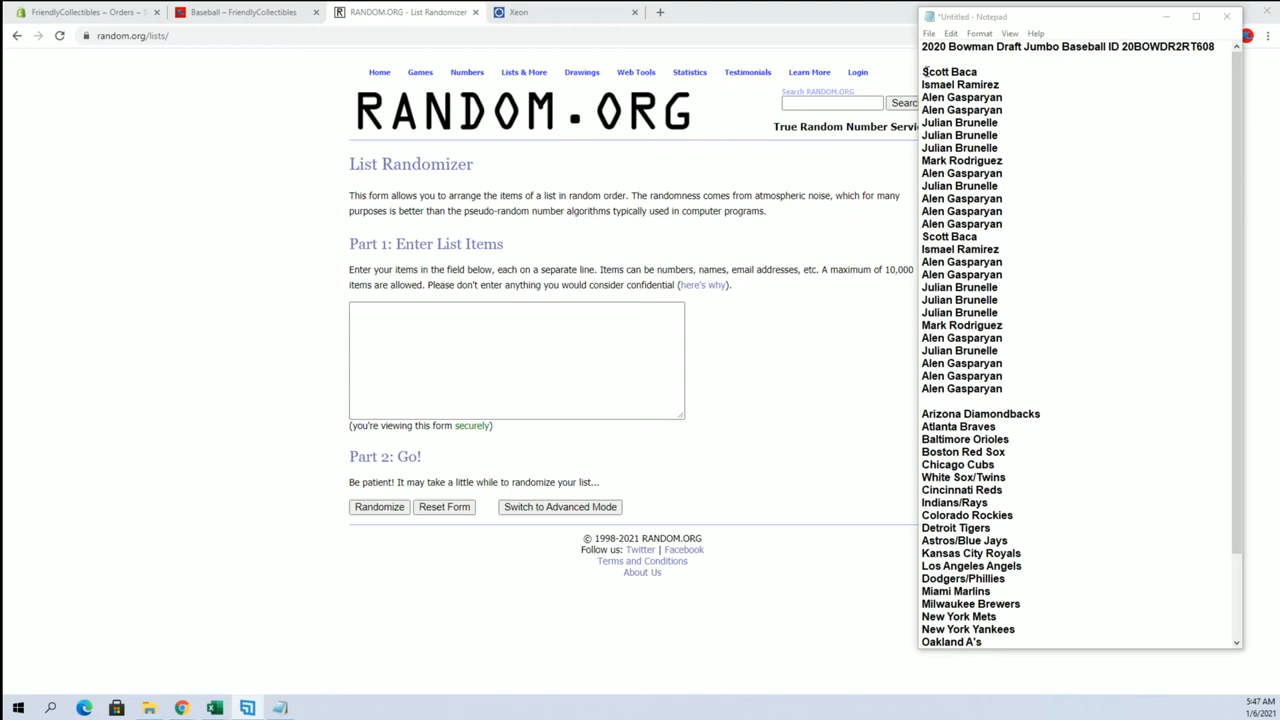 FriendlyCollectibles – Orders – S
Baseball – FriendlyCollectibles
RANDOM.ORG - List Randomizer
Xeon
random.org/lists/
Home
Games
Numbers
Lists & More
Drawings
Web Tools
Statistics
Testimonials
Learn More
Login
Search RANDOM.ORG
RANDOM.ORG
Searc
True Random Number Servi
List Randomizer
This form allows you to arrange the items of a list in random order. The randomness comes from atmospheric noise, which for many
purposes is better than the pseudo-random number algorithms typically used in computer programs.
Part 1: Enter List Items
Enter your items in the field below, each on a separate line. Items can be numbers, names, email addresses, etc. A maximum of 10,000
items are allowed. Please don't enter anything you would consider confidential (here's why).
(you're viewing this form securely)
Part 2: Go!
Be patient! It may take a little while to randomize your list...
Randomize
Reset Form
Switch to Advanced Mode
© 1998-2021 RANDOM.ORG
Follow us: Twitter | Facebook
Terms and Conditions
About Us
*Untitled - Notepad
File
Edit
Format
View
Help
2020 Bowman Draft Jumbo Baseball ID 20BOWDR2RT608
Scott Baca
Ismael Ramirez
Alen Gasparyan
Alen Gasparyan
Julian Brunelle
Julian Brunelle
Julian Brunelle
Mark Rodriguez
Alen Gasparyan
Julian Brunelle
Alen Gasparyan
Alen Gasparyan
Alen Gasparyan
Scott Baca
Ismael Ramirez
Alen Gasparyan
Alen Gasparyan
Julian Brunelle
Julian Brunelle
Julian Brunelle
Mark Rodriguez
Alen Gasparyan
Julian Brunelle
Alen Gasparyan
Alen Gasparyan
Alen Gasparyan
Arizona Diamondbacks
Atlanta Braves
Baltimore Orioles
Boston Red Sox
Chicago Cubs
White Sox/Twins
Cincinnati Reds
Indians/Rays
Colorado Rockies
Detroit Tigers
Astros/Blue Jays
Kansas City Royals
Los Angeles Angels
Dodgers/Phillies
Miami Marlins
Milwaukee Brewers
New York Mets
New York Yankees
Oakland A's
5:47 AM
1/6/2021